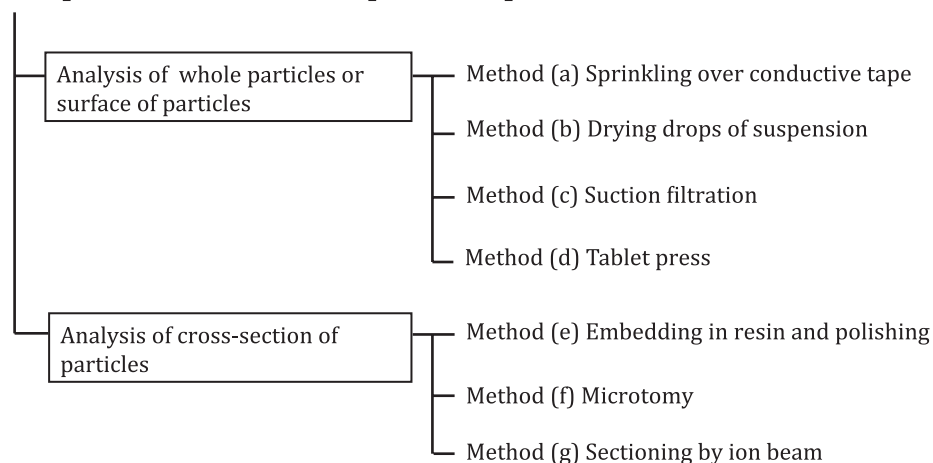 Analysis of whole particles or
surface of particles
Method (a) Sprinkling over conductive tape
Method (b) Drying drops of suspension
Method (c) Suction filtration
Method (d) Tablet press
Analysis of cross-section of
particles
Method (e) Embedding in resin and polishing
Method (f) Microtomy
Method (g) Sectioning by ion beam